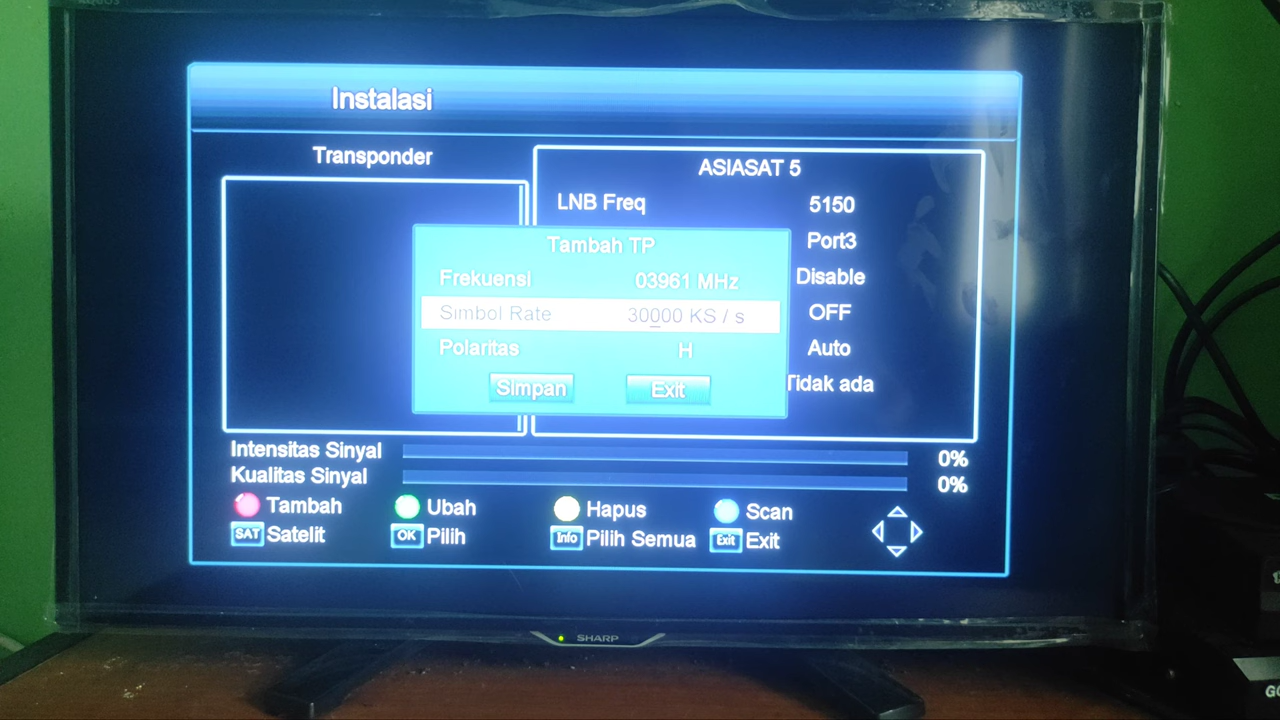 Instalasi
Transponder
ASIASAT 5
LNB Freq 5150
Port3
Disable
OFF
Auto
Tidak ada
Tambah TP
Frekuensi 03961 MHz
Simbol Rate 30000 KS / s
Polaritas H
Simpan Exit
Intensitas Sinyal 0%
Kualitas Sinyal 0%
Tambah Ubah Hapus Scan
SAT Satelit OK Pilih Info Pilih Semua Exit Exit
SHARP